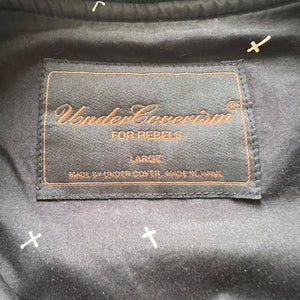 UnderCoverism®
FOR REBELS
LARGE
MADE BY UNDER COVER, MADE IN JAPAN.